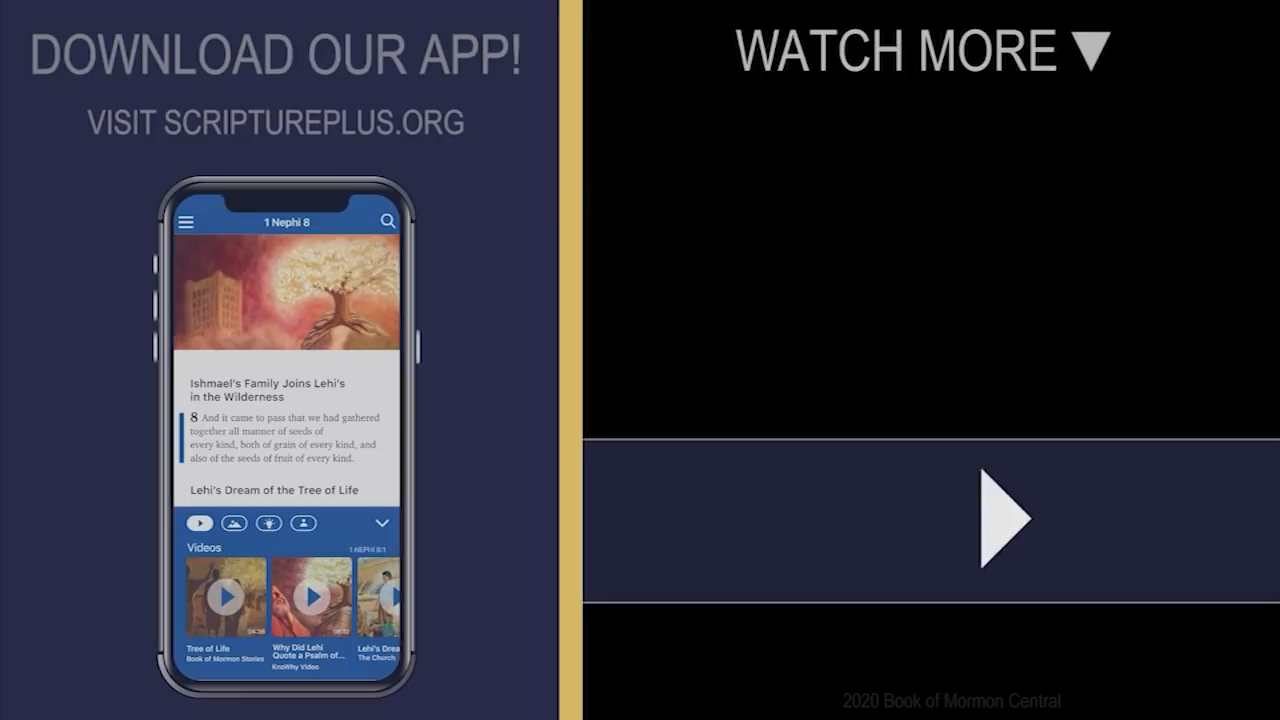 DOWNLOAD OUR APP!
VISIT SCRIPTUREPLUS.ORG
1 Nephi 8
Ishmael's Family Joins Lehi's
in the Wilderness
8 And it came to pass that we had gathered
together all manner of seeds of
every kind, both of grain of every kind, and
also of the seeds of fruit of every kind.
Lehi's Dream of the Tree of Life
Videos
1 NEPHI 8:1
04:36
Tree of Life
Book of Mormon Stories
Why Did Lehi
Quote a Psalm of...
KnoWhy Video
Lehi's Drea
The Church
WATCH MORE ▼
2020 Book of Mormon Central